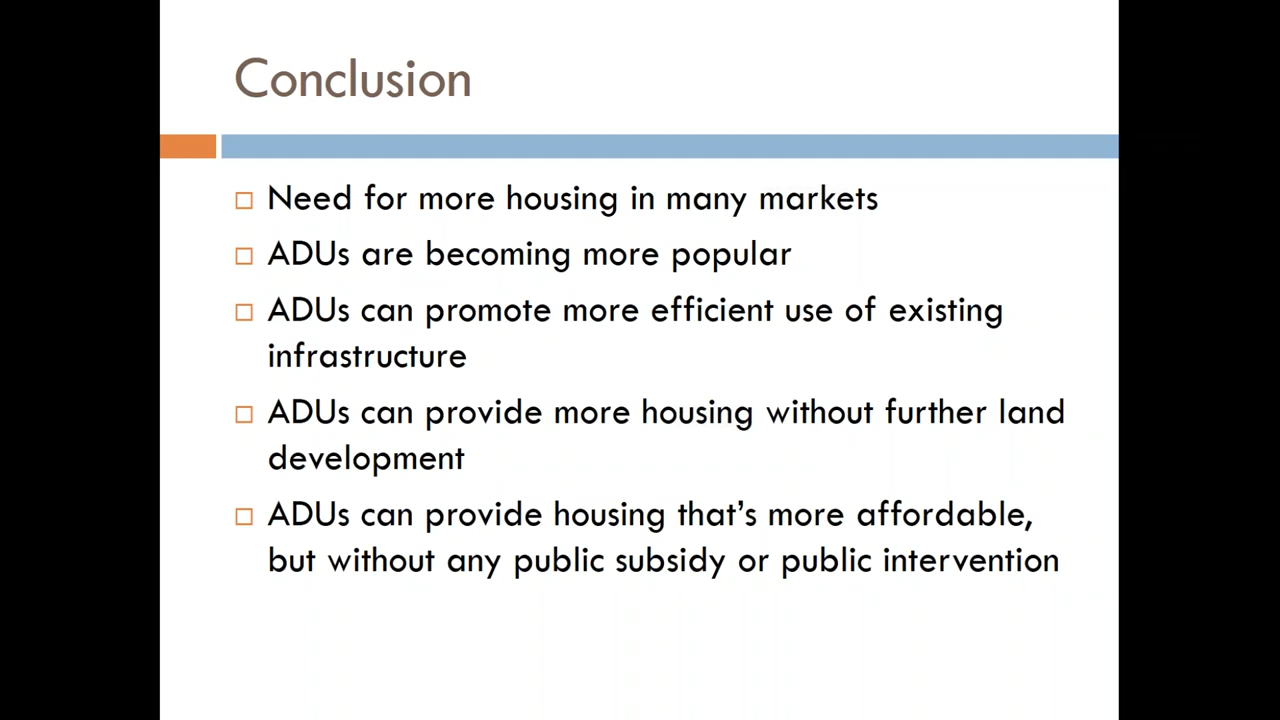 Conclusion
Need for more housing in many markets
ADUs are becoming more popular
ADUs can promote more efficient use of existing
infrastructure
ADUs can provide more housing without further land
development
ADUs can provide housing that’s more affordable,
but without any public subsidy or public intervention